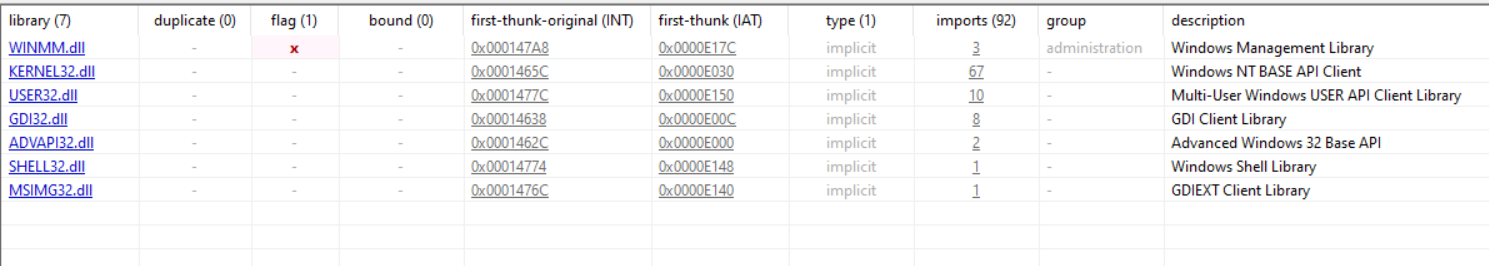 library (7) duplicate (0) flag (1) bound (0) first-thunk-original (INT) first-thunk (IAT) type (1) imports (92) group description
WINMM.dll - x - 0x000147A8 0x0000E17C implicit 3 administration Windows Management Library
KERNEL32.dll - - - 0x0001465C 0x0000E030 implicit 67 - Windows NT BASE API Client
USER32.dll - - - 0x0001477C 0x0000E150 implicit 10 - Multi-User Windows USER API Client Library
GDI32.dll - - - 0x00014638 0x0000E00C implicit 8 - GDI Client Library
ADVAPI32.dll - - - 0x0001462C 0x0000E000 implicit 2 - Advanced Windows 32 Base API
SHELL32.dll - - - 0x00014774 0x0000E148 implicit 1 - Windows Shell Library
MSIMG32.dll - - - 0x0001476C 0x0000E140 implicit 1 - GDIEXT Client Library